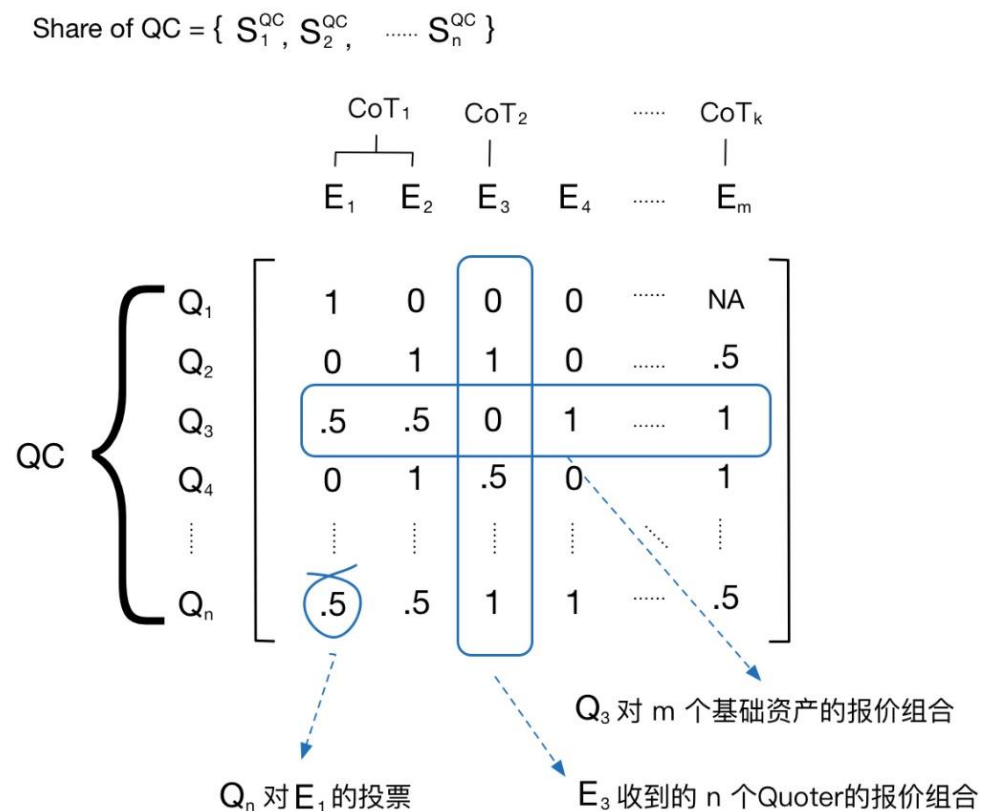 Share of QC = { S₁^QC, S₂^QC, ...... Sₙ^QC }
CoT₁ CoT₂ ...... CoTₖ
E₁ E₂ E₃ E₄ ...... Eₘ
Q₁ 1 0 0 0 ...... NA
Q₂ 0 1 1 0 ...... .5
Q₃ .5 .5 0 1 ...... 1
QC
Q₄ 0 1 .5 0 1
...... ...... ...... ...... ...... ...... ......
Qₙ .5 .5 1 1 ...... .5
Q₃ 对 m 个基础资产的报价组合
Qₙ 对 E₁ 的投票
E₃ 收到的 n 个Quoter的报价组合